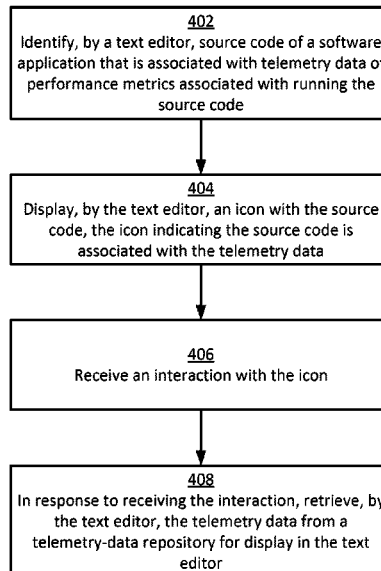 402
Identify, by a text editor, source code of a software
application that is associated with telemetry data of
performance metrics associated with running the
source code
404
Display, by the text editor, an icon with the source
code, the icon indicating the source code is
associated with the telemetry data
406
Receive an interaction with the icon
408
In response to receiving the interaction, retrieve, by
the text editor, the telemetry data from a
telemetry-data repository for display in the text
editor